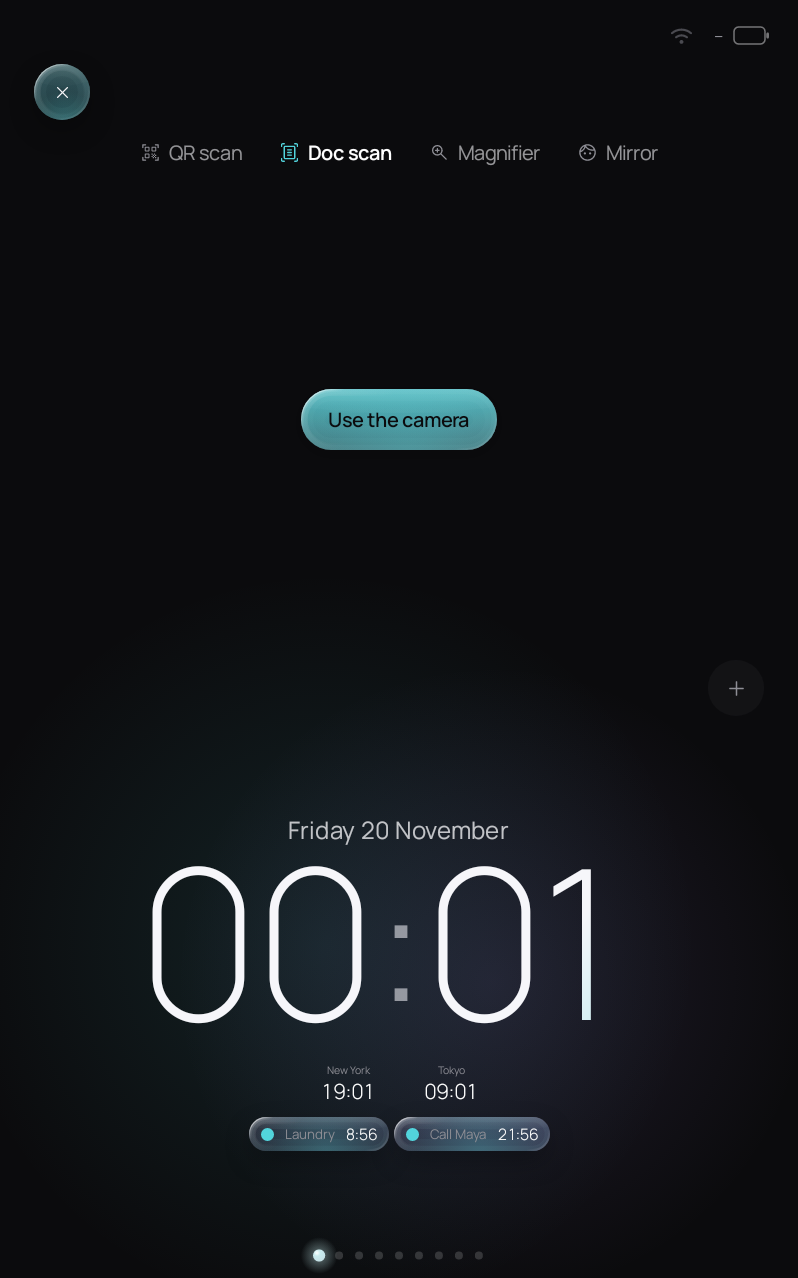 –
QR scan Doc scan Magnifier Mirror
Use the camera
Friday 20 November
00:01
New York Tokyo
19:01 09:01
Laundry 8:56 Call Maya 21:56